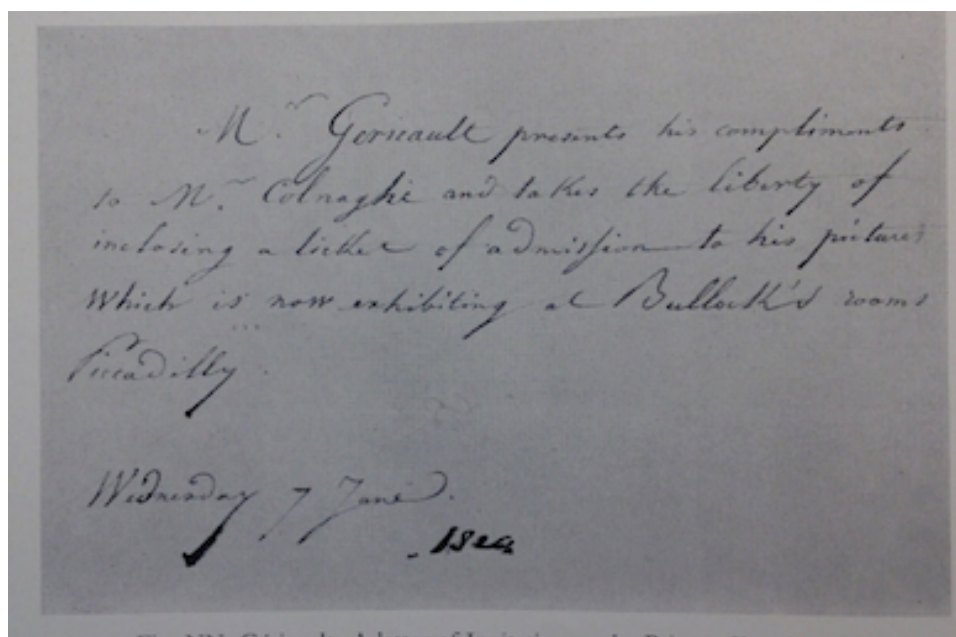 Mr. Gericault presents his compliments
to Mr. Colnaghi and takes the liberty of
inclosing a ticket of admission to his picture
which is now exhibiting at Bullock's rooms
Piccadilly.
Wednesday 7 June.